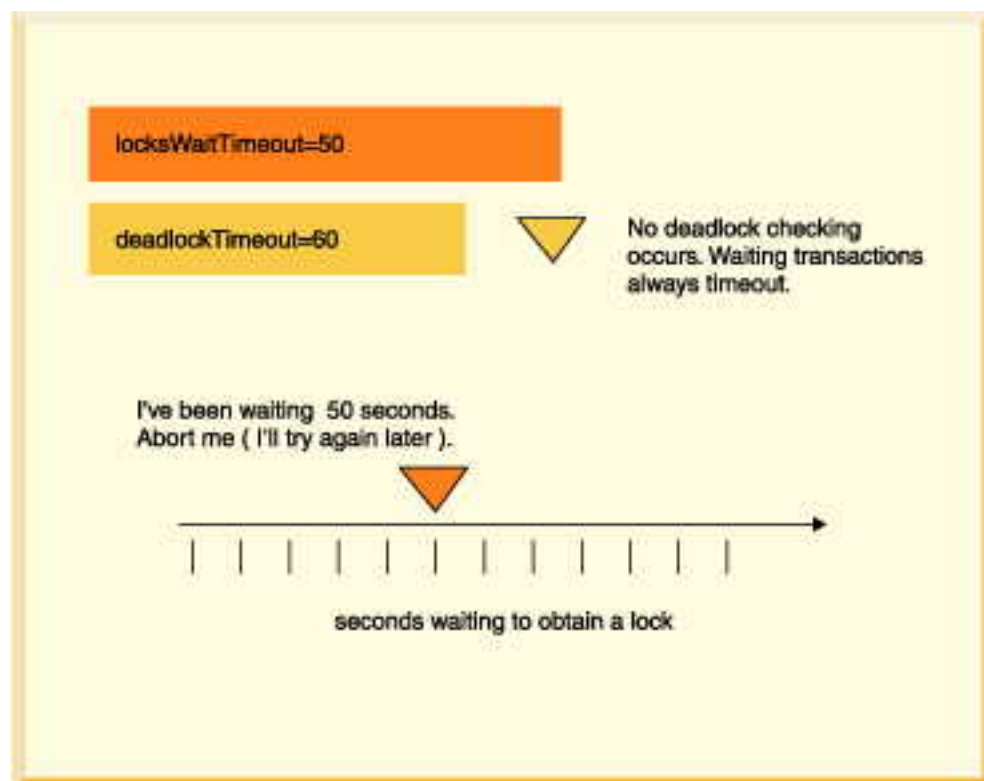 locksWaitTimeout=50
deadlockTimeout=60
No deadlock checking
occurs. Waiting transactions
always timeout.
I've been waiting 50 seconds.
Abort me ( I'll try again later ).
seconds waiting to obtain a lock